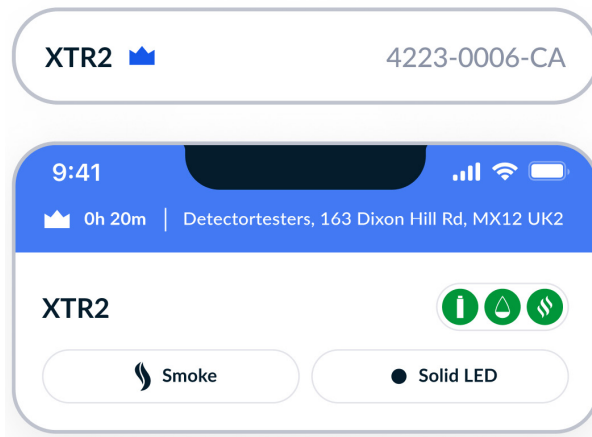 XTR2 4223-0006-CA
9:41
0h 20m | Detectortesters, 163 Dixon Hill Rd, MX12 UK2
XTR2
Smoke Solid LED